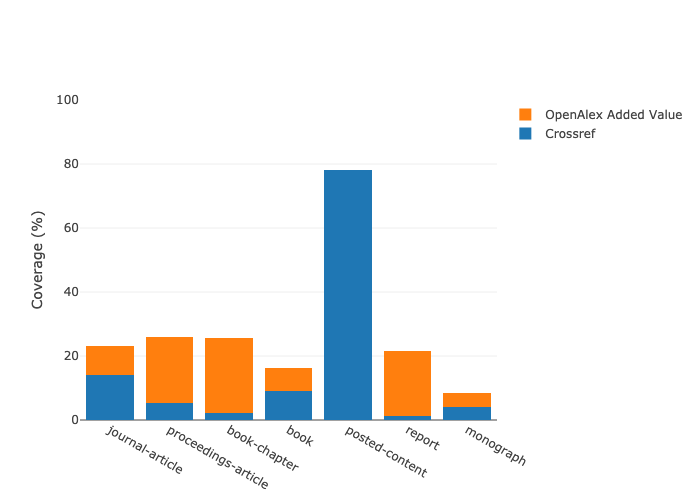 100
80
60
40
20
0
Coverage (%)
journal-article
proceedings-article
book-chapter
book
posted-content
report
monograph
OpenAlex Added Value
Crossref